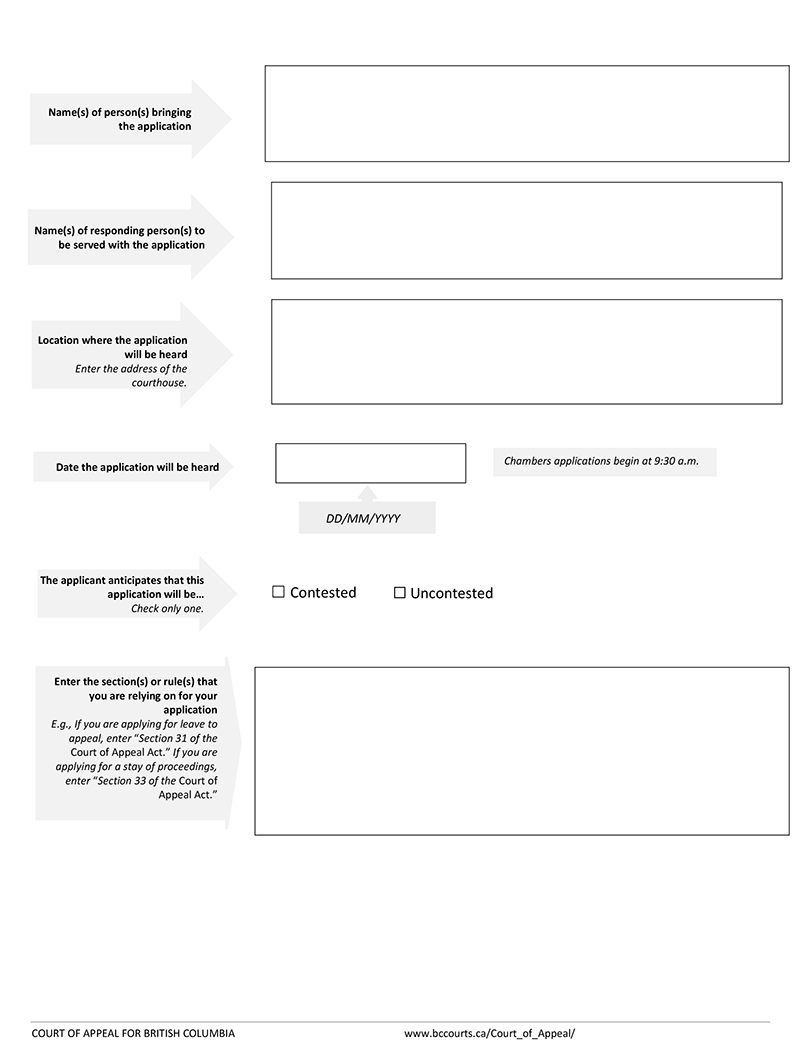 Name(s) of person(s) bringing
the application
Name(s) of responding person(s) to
be served with the application
Location where the application
will be heard
Enter the address of the
courthouse.
Date the application will be heard
Chambers applications begin at 9:30 a.m.
DD/MM/YYYY
The applicant anticipates that this
application will be…
Check only one.
☐ Contested ☐ Uncontested
Enter the section(s) or rule(s) that
you are relying on for your
application
E.g., If you are applying for leave to
appeal, enter “Section 31 of the
Court of Appeal Act.” If you are
applying for a stay of proceedings,
enter “Section 33 of the Court of
Appeal Act.”
COURT OF APPEAL FOR BRITISH COLUMBIA www.bccourts.ca/Court_of_Appeal/